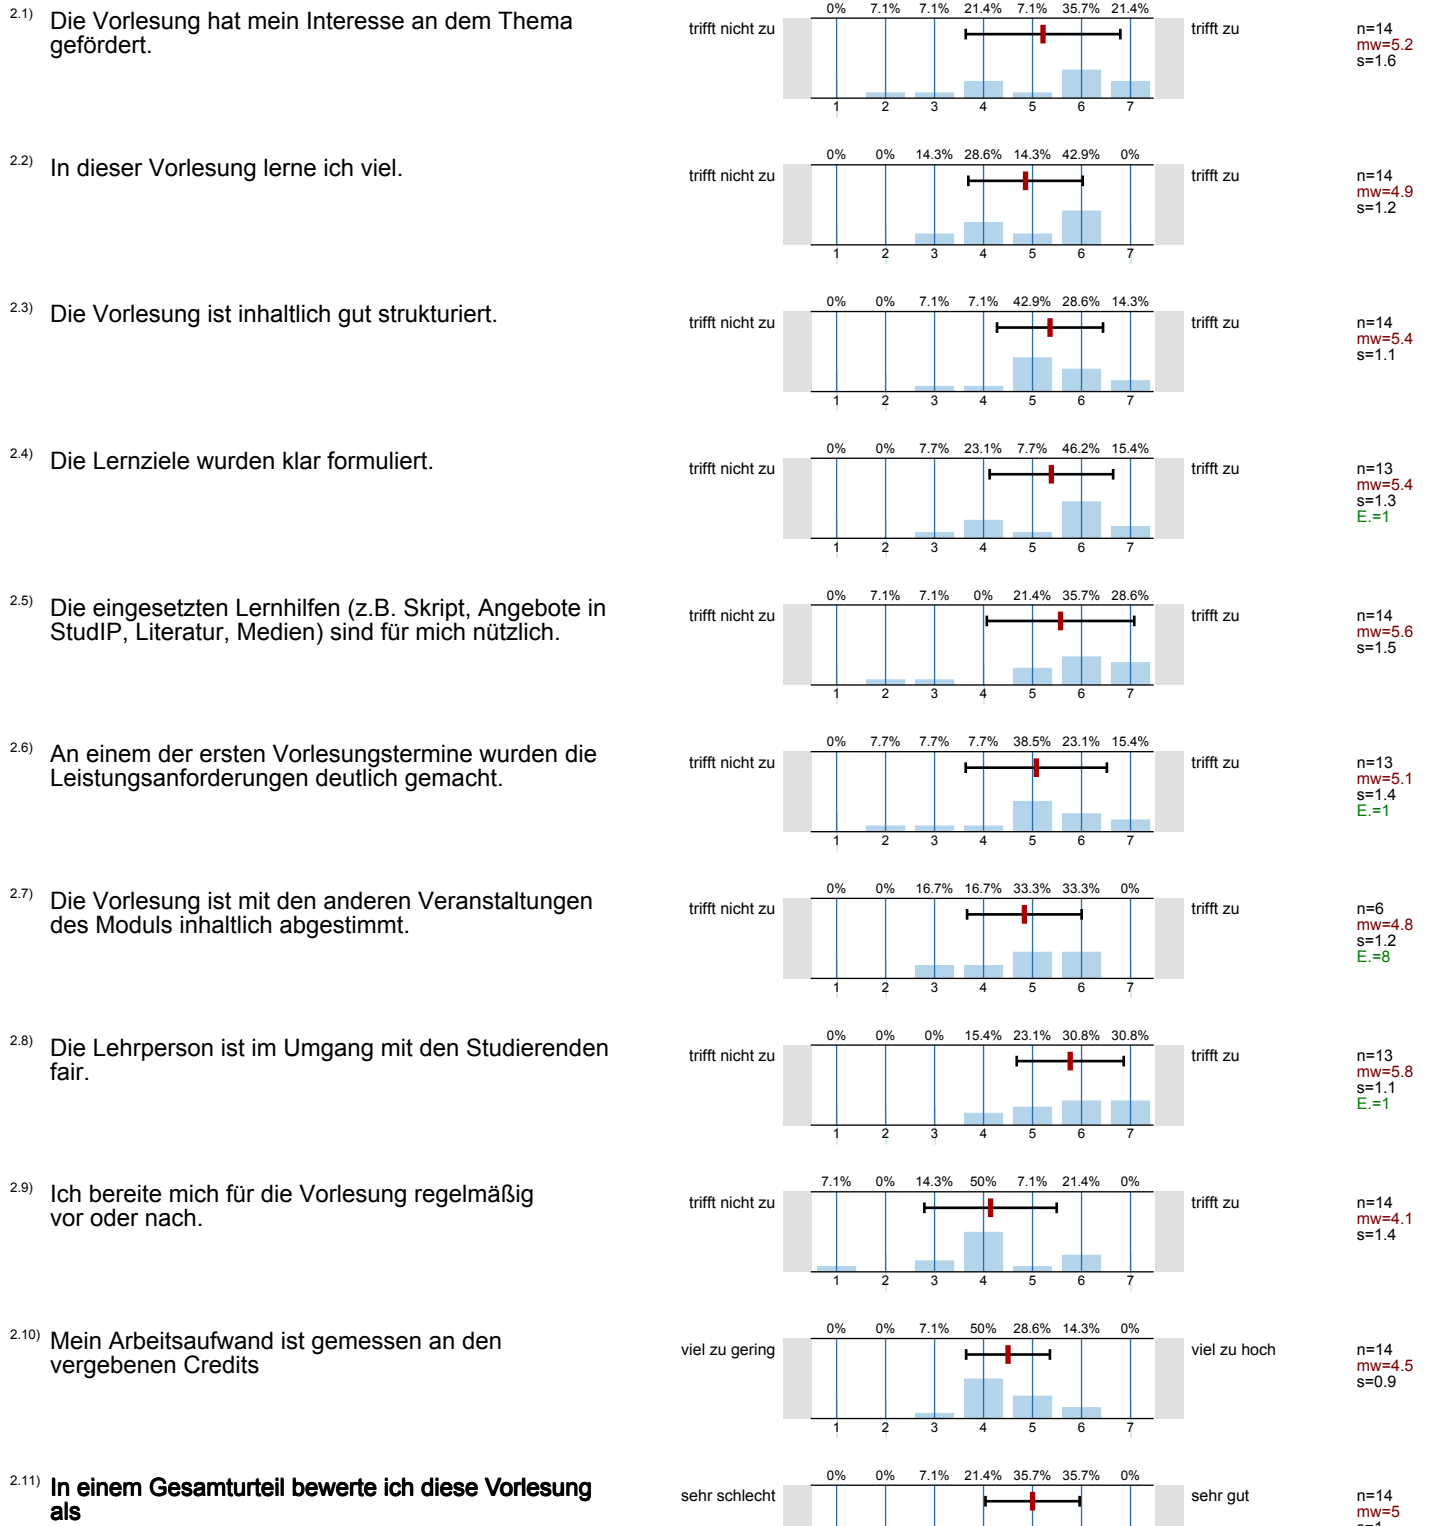 2.1) Die Vorlesung hat mein Interesse an dem Thema
gefördert.
0% 7.1% 7.1% 21.4% 7.1% 35.7% 21.4%
trifft nicht zu
trifft zu
1 2 3 4 5 6 7
n=14
mw=5.2
s=1.6
2.2) In dieser Vorlesung lerne ich viel.
0% 0% 14.3% 28.6% 14.3% 42.9% 0%
trifft nicht zu
trifft zu
1 2 3 4 5 6 7
n=14
mw=4.9
s=1.2
2.3) Die Vorlesung ist inhaltlich gut strukturiert.
0% 0% 7.1% 7.1% 42.9% 28.6% 14.3%
trifft nicht zu
trifft zu
1 2 3 4 5 6 7
n=14
mw=5.4
s=1.1
2.4) Die Lernziele wurden klar formuliert.
0% 0% 7.7% 23.1% 7.7% 46.2% 15.4%
trifft nicht zu
trifft zu
1 2 3 4 5 6 7
n=13
mw=5.4
s=1.3
E.=1
2.5) Die eingesetzten Lernhilfen (z.B. Skript, Angebote in
StudIP, Literatur, Medien) sind für mich nützlich.
0% 7.1% 7.1% 0% 21.4% 35.7% 28.6%
trifft nicht zu
trifft zu
1 2 3 4 5 6 7
n=14
mw=5.6
s=1.5
2.6) An einem der ersten Vorlesungstermine wurden die
Leistungsanforderungen deutlich gemacht.
0% 7.7% 7.7% 7.7% 38.5% 23.1% 15.4%
trifft nicht zu
trifft zu
1 2 3 4 5 6 7
n=13
mw=5.1
s=1.4
E.=1
2.7) Die Vorlesung ist mit den anderen Veranstaltungen
des Moduls inhaltlich abgestimmt.
0% 0% 16.7% 16.7% 33.3% 33.3% 0%
trifft nicht zu
trifft zu
1 2 3 4 5 6 7
n=6
mw=4.8
s=1.2
E.=8
2.8) Die Lehrperson ist im Umgang mit den Studierenden
fair.
0% 0% 0% 15.4% 23.1% 30.8% 30.8%
trifft nicht zu
trifft zu
1 2 3 4 5 6 7
n=13
mw=5.8
s=1.1
E.=1
2.9) Ich bereite mich für die Vorlesung regelmäßig
vor oder nach.
7.1% 0% 14.3% 50% 7.1% 21.4% 0%
trifft nicht zu
trifft zu
1 2 3 4 5 6 7
n=14
mw=4.1
s=1.4
2.10) Mein Arbeitsaufwand ist gemessen an den
vergebenen Credits
0% 0% 7.1% 50% 28.6% 14.3% 0%
viel zu gering
viel zu hoch
1 2 3 4 5 6 7
n=14
mw=4.5
s=0.9
2.11) In einem Gesamturteil bewerte ich diese Vorlesung
als
0% 0% 7.1% 21.4% 35.7% 35.7% 0%
sehr schlecht
sehr gut
n=14
mw=5